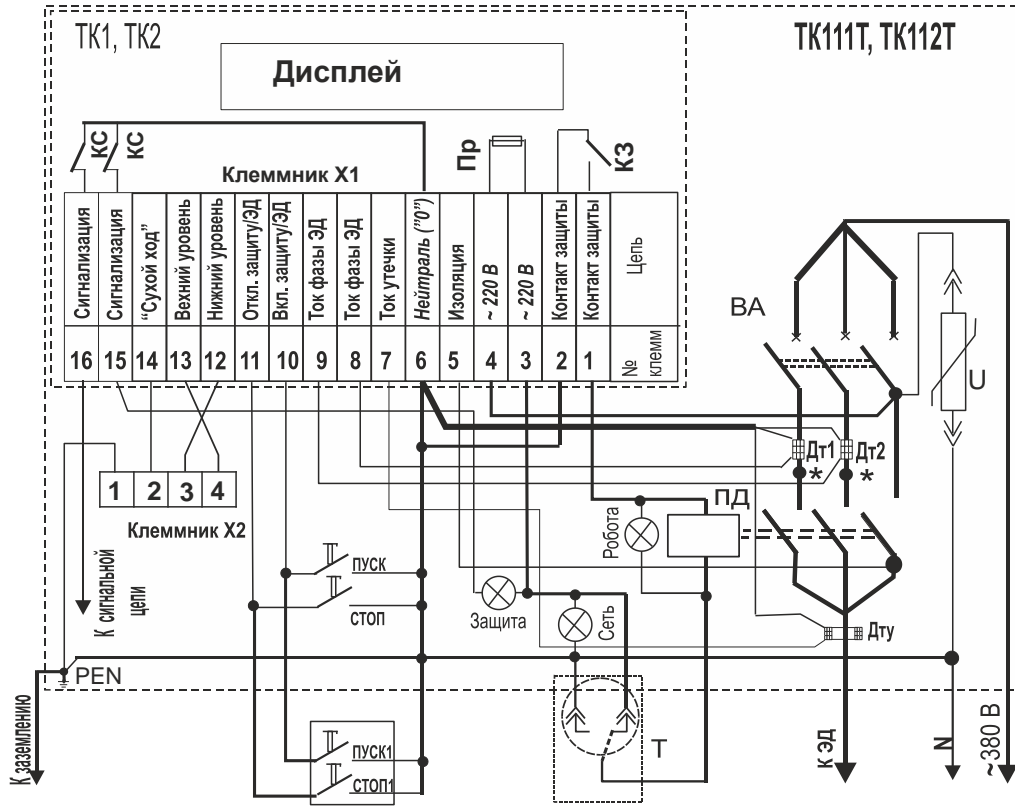 ТК1, ТК2
ТК111Т, ТК112Т
Дисплей
КС
КС
Пр
КЗ
Клеммник X1
Сигнализация
Сигнализация
“Сухой ход”
Вехний уровень
Нижний уровень
Откл. защиту/ЭД
Вкл. защиту/ЭД
Ток фазы ЭД
Ток фазы ЭД
Ток утечки
Нейтраль ("0")
Изоляция
~ 220 В
~ 220 В
Контакт защиты
Контакт защиты
Цепь
16 15 14 13 12 11 10 9 8 7 6 5 4 3 2 1
№
клемм
ВА
U
Дт1
*
Дт2
*
1 2 3 4
Клеммник X2
ПД
Робота
К сигнальной
цепи
ПУСК
СТОП
Защита
Сеть
Дту
PEN
К заземлению
ПУСК1
СТОП1
Т
К ЭД
N
~380 В